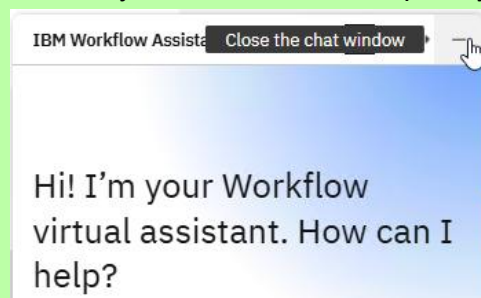 IBM Workflow Assista Close the chat window
Hi! I'm your Workflow
virtual assistant. How can I
help?